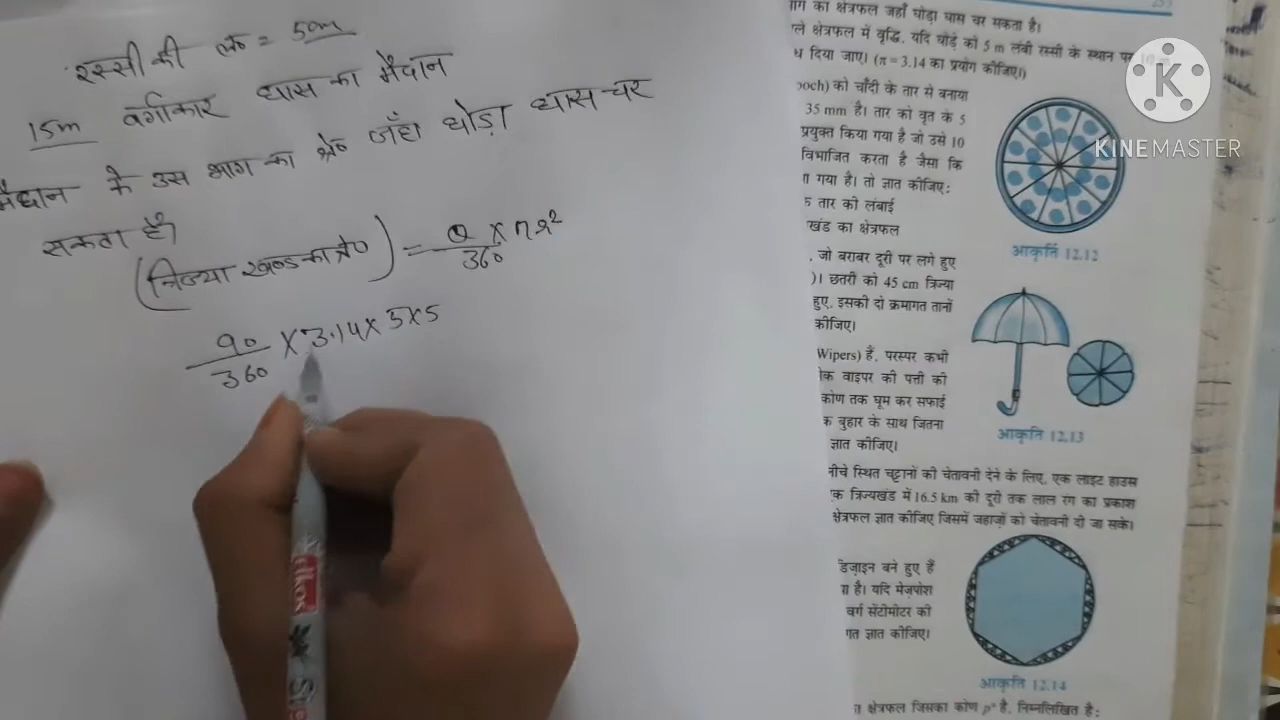 रस्सी की ल० = 5cm
15m वर्गाकार घास का मैदान
मैदान के उस भाग का क्षे० जहाँ घोड़ा घास चर
सकता है।
(त्रिज्या खण्ड का क्षे०) = θ/360 × πr²
90/360 × 3.14 × 5 × 5
भाग का क्षेत्रफल जहाँ घोड़ा घास चर सकता है।
ले क्षेत्रफल में वृद्धि, यदि घोड़े को 5 m लंबी रस्सी के स्थान पर
दिया जाए। (π = 3.14 का प्रयोग कीजिए।)
ooch) को चाँदी के तार से बनाया
35 mm है। तार को वृत के 5
प्रयुक्त किया गया है जो उसे 10
विभाजित करता है जैसा कि
गया है। तो ज्ञात कीजिए:
तार की लंबाई
खंड का क्षेत्रफल
आकृति 12.12
, जो बराबर दूरी पर लगे हुए
)। छतरी को 45 cm त्रिज्या
हुए, इसकी दो क्रमागत तानों
कीजिए।
Wipers) हैं, परस्पर कभी
क वाइपर की पत्ती की
कोण तक घूम कर सफाई
क बुहार के साथ जितना
ज्ञात कीजिए।
आकृति 12.13
नीचे स्थित चट्टानों की चेतावनी देने के लिए, एक लाइट हाउस
क त्रिज्यखंड में 16.5 km की दूरी तक लाल रंग का प्रकाश
क्षेत्रफल ज्ञात कीजिए जिसमें जहाज़ों को चेतावनी दी जा सके।
डिज़ाइन बने हुए हैं
है। यदि मेज़पोश
वर्ग सेंटीमीटर की
गत ज्ञात कीजिए।
आकृति 12.14
क्षेत्रफल जिसका कोण p° है, निम्नलिखित है:
K
KINEMASTER
elkos